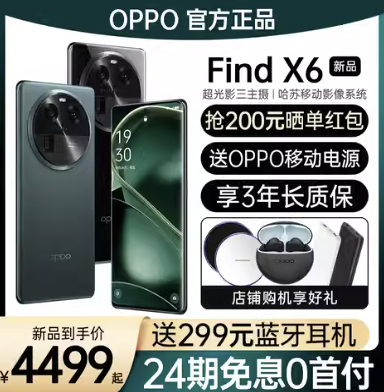 OPPO 官方正品
Find X6 新品
超光影三主摄 | 哈苏移动影像系统
抢200元晒单红包
送OPPO移动电源
享3年长质保
19
30
oppo
店铺购机享好礼
新品到手价
¥4499起
送299元蓝牙耳机
24期免息0首付